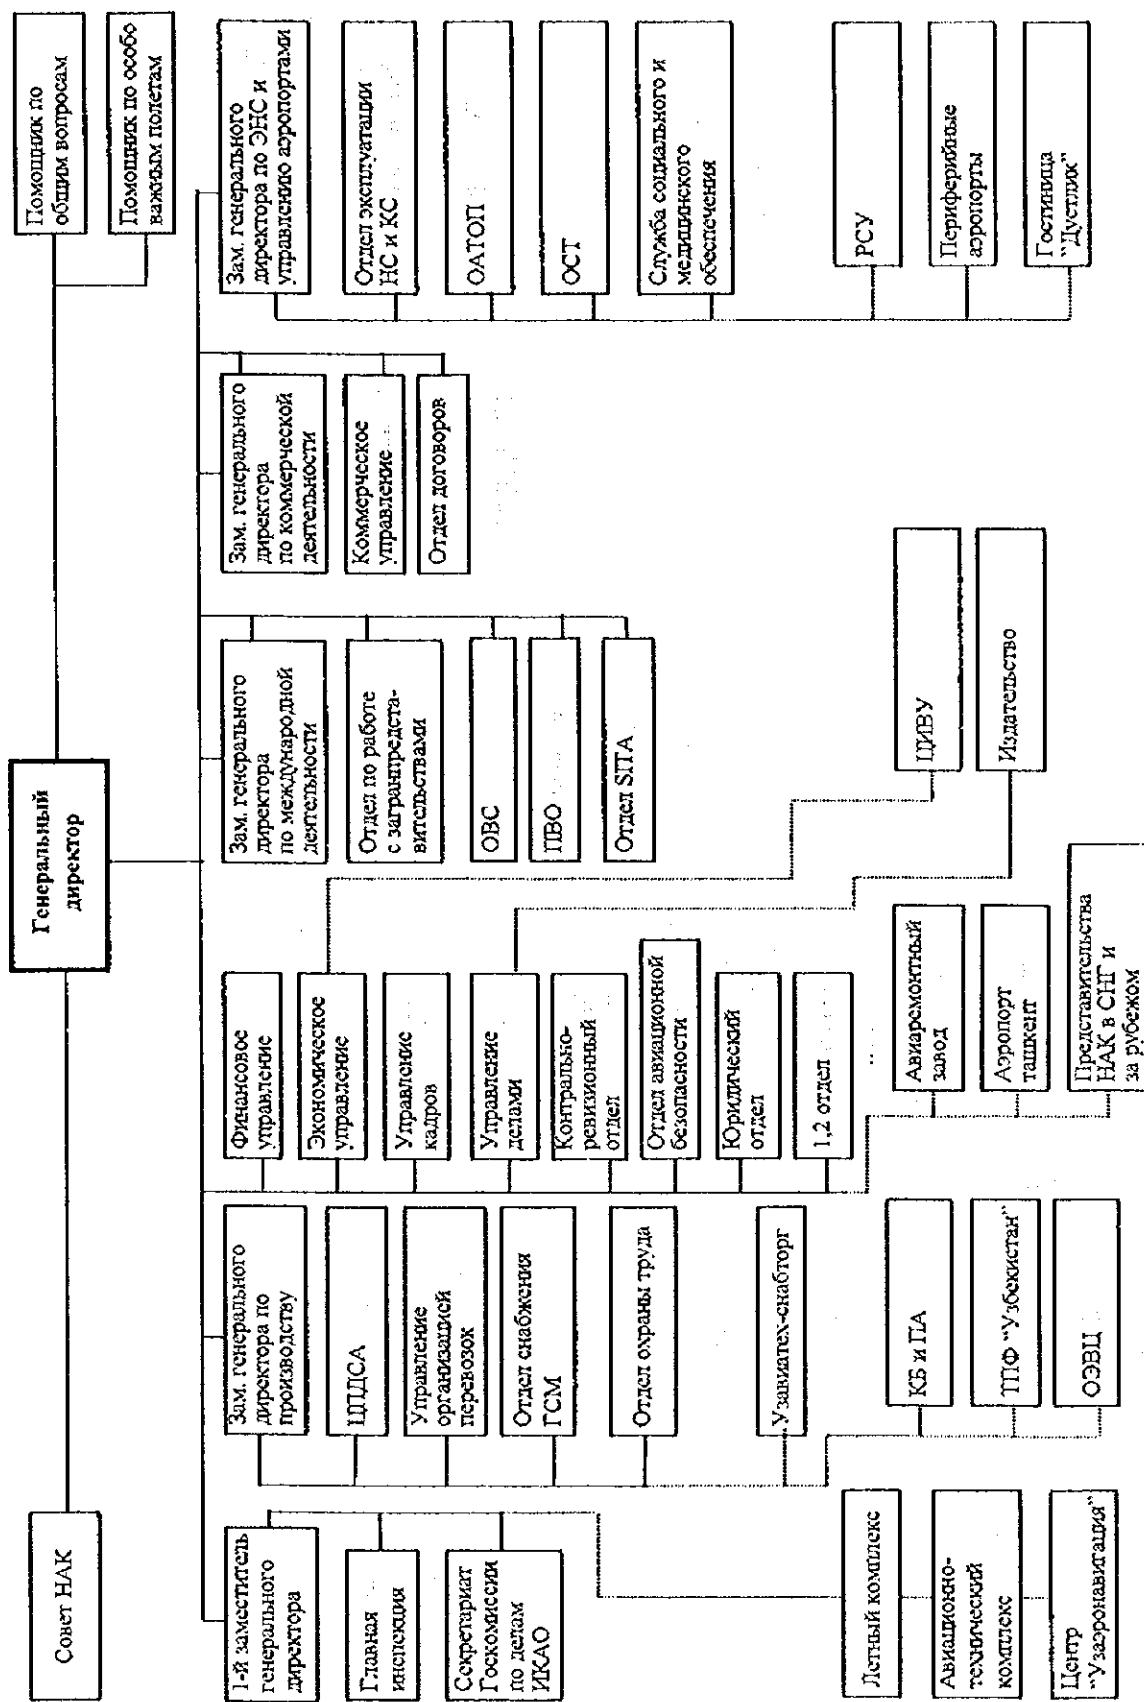 Совет НАК
Генеральный
директор
Помощник по
общим вопросам
Помощник по особо
важным полетам
1-й заместитель
генерального
директора
Главная
инспекция
Секретариат
Госкомиссии
по делам
ИКАО
Летный комплекс
Авиационно-
технический
комплекс
Центр
"Узаэронавигация"
Зам. генерального
директора по
производству
ЦПДСА
Управление
организацией
перевозок
Отдел снабжения
ГСМ
Отдел охраны труда
Узавиатех-снабторг
КБ и ПА
ТПФ "Узбекистан"
ОЭВЦ
Финансовое
управление
Экономическое
управление
Управление
кадров
Управление
делами
Контрально-
ревизионный
отдел
Отдел авиационной
безопасности
Юридический
отдел
1,2 отдел
Авиаремонтный
завод
Аэропорт
ташкент
Представительства
НАК в СНГ и
за рубежом
Зам. генерального
директора
по международной
деятельности
Отдел по работе
с загранпредста-
вительствами
ОВС
ПВО
Отдел SITA
ЦИВУ
Издательство
Зам. генерального
директора
по коммерческой
деятельности
Коммерческое
управление
Отдел договоров
Зам. генерального
директора по ЭНС и
управлению аэропортами
Отдел эксплуатации
НС и КС
ОАТОП
ОСТ
Служба социального и
медицинского
обеспечения
РСУ
Периферийные
аэропорты
Гостиница
"Дустлик"